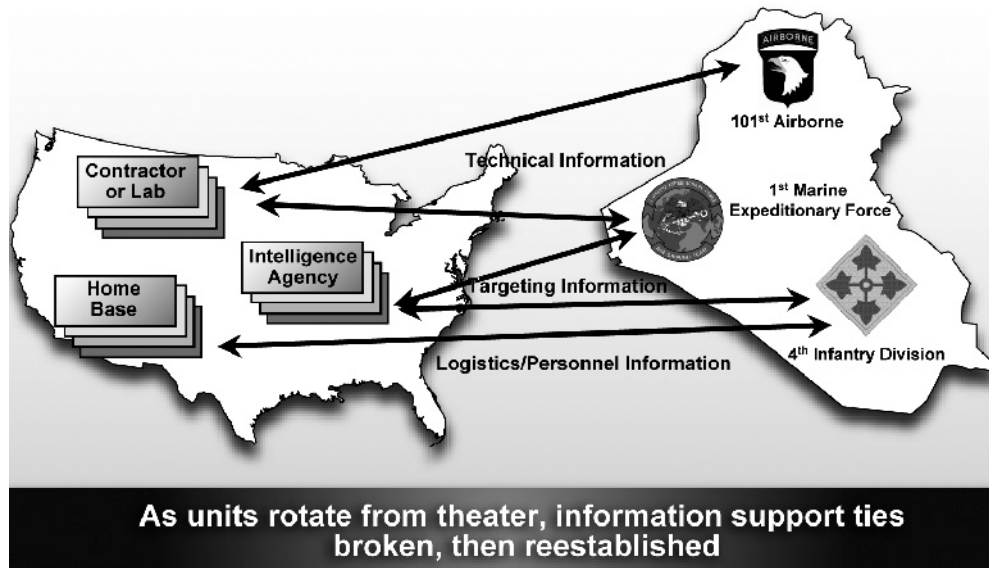 AIRBORNE
101st Airborne
Technical Information
Contractor
or Lab
1st Marine
Expeditionary Force
Intelligence
Agency
Home
Base
Targeting Information
4th Infantry Division
Logistics/Personnel Information
As units rotate from theater, information support ties
broken, then reestablished